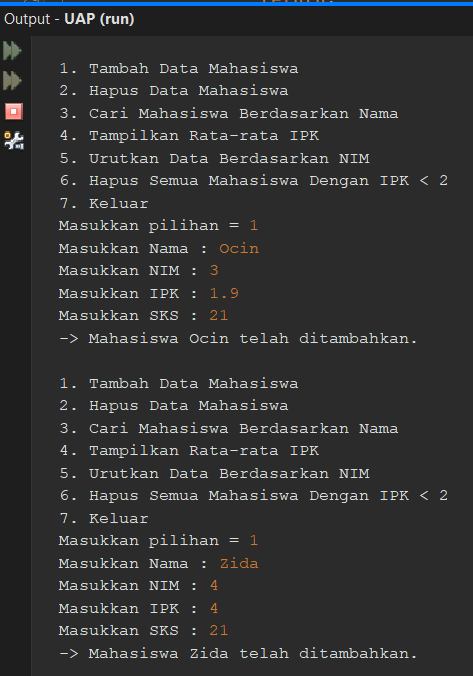 Output - UAP (run)
1. Tambah Data Mahasiswa
2. Hapus Data Mahasiswa
3. Cari Mahasiswa Berdasarkan Nama
4. Tampilkan Rata-rata IPK
5. Urutkan Data Berdasarkan NIM
6. Hapus Semua Mahasiswa Dengan IPK < 2
7. Keluar
Masukkan pilihan = 1
Masukkan Nama : Ocin
Masukkan NIM : 3
Masukkan IPK : 1.9
Masukkan SKS : 21
-> Mahasiswa Ocin telah ditambahkan.
1. Tambah Data Mahasiswa
2. Hapus Data Mahasiswa
3. Cari Mahasiswa Berdasarkan Nama
4. Tampilkan Rata-rata IPK
5. Urutkan Data Berdasarkan NIM
6. Hapus Semua Mahasiswa Dengan IPK < 2
7. Keluar
Masukkan pilihan = 1
Masukkan Nama : Zida
Masukkan NIM : 4
Masukkan IPK : 4
Masukkan SKS : 21
-> Mahasiswa Zida telah ditambahkan.